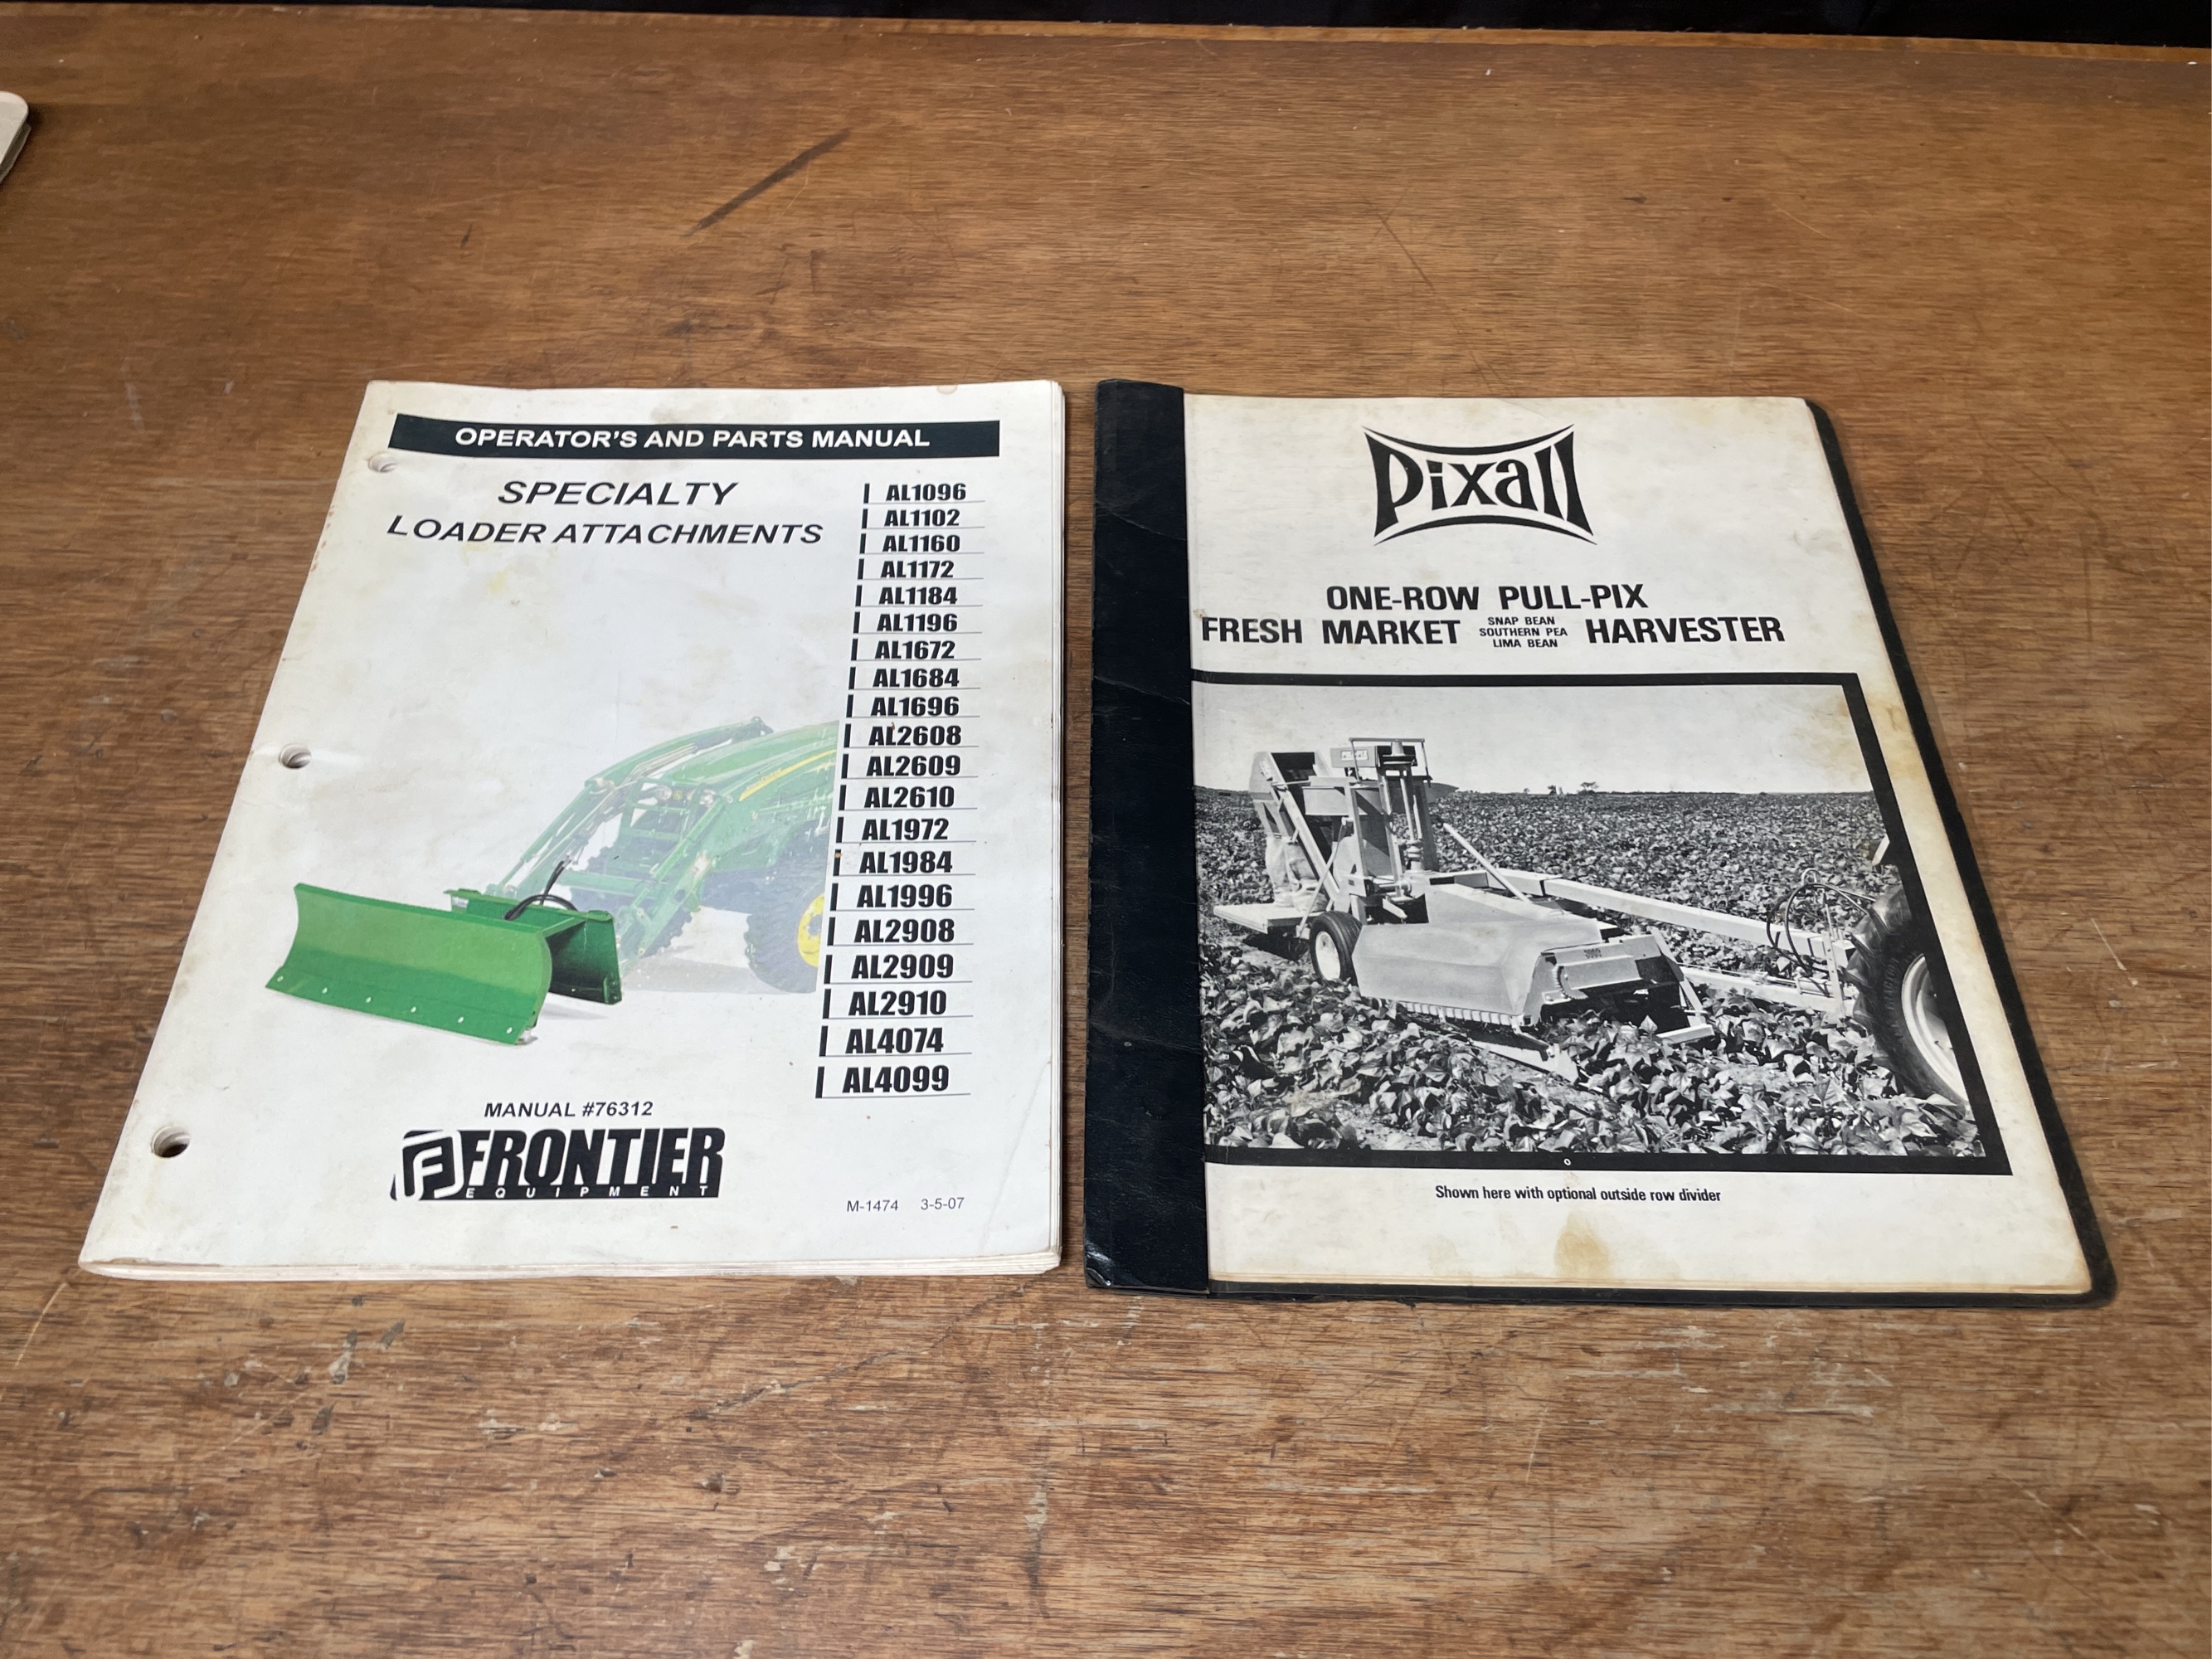 OPERATOR'S AND PARTS MANUAL
SPECIALTY
LOADER ATTACHMENTS
AL1096
AL1102
AL1160
AL1172
AL1184
AL1196
AL1672
AL1684
AL1696
AL2608
AL2609
AL2610
AL1972
AL1984
AL1996
AL2908
AL2909
AL2910
AL4074
AL4099
MANUAL #76312
FRONTIER
EQUIPMENT
M-1474 3-5-07
Pixall
ONE-ROW PULL-PIX
FRESH MARKET SNAP BEAN SOUTHERN PEA LIMA BEAN HARVESTER
Shown here with optional outside row divider